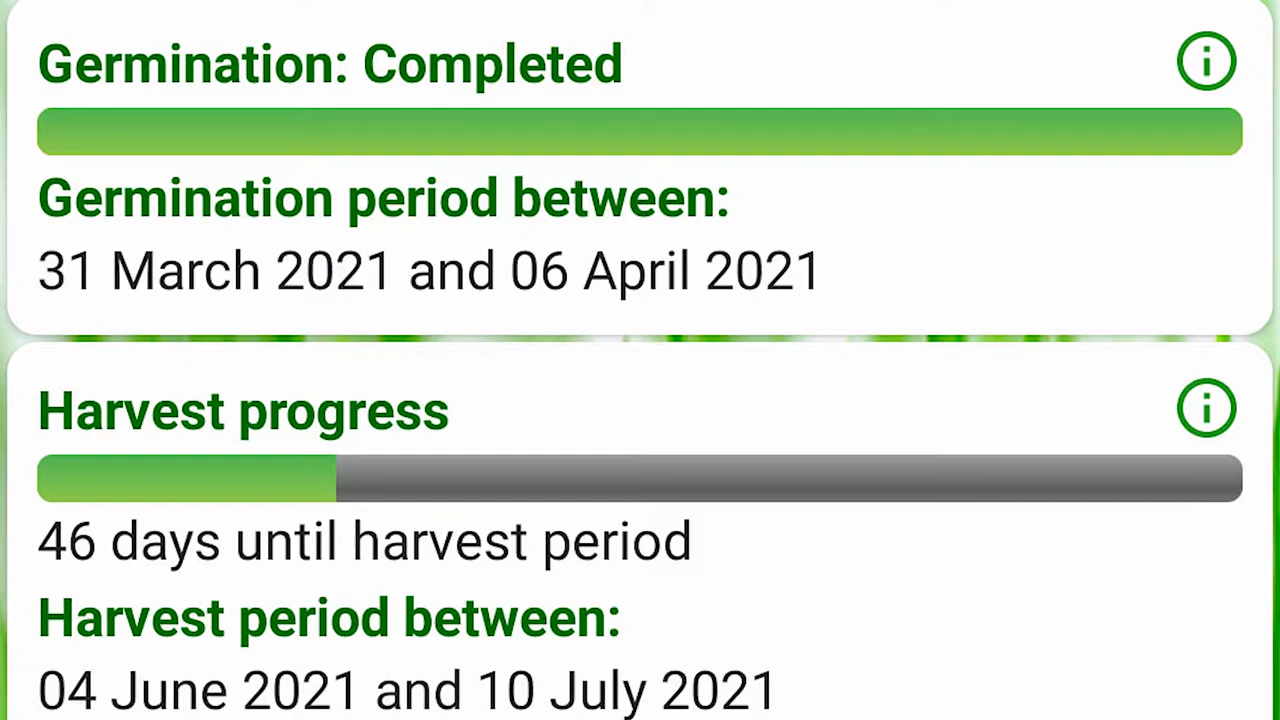 Germination: Completed
Germination period between:
31 March 2021 and 06 April 2021
Harvest progress
46 days until harvest period
Harvest period between:
04 June 2021 and 10 July 2021